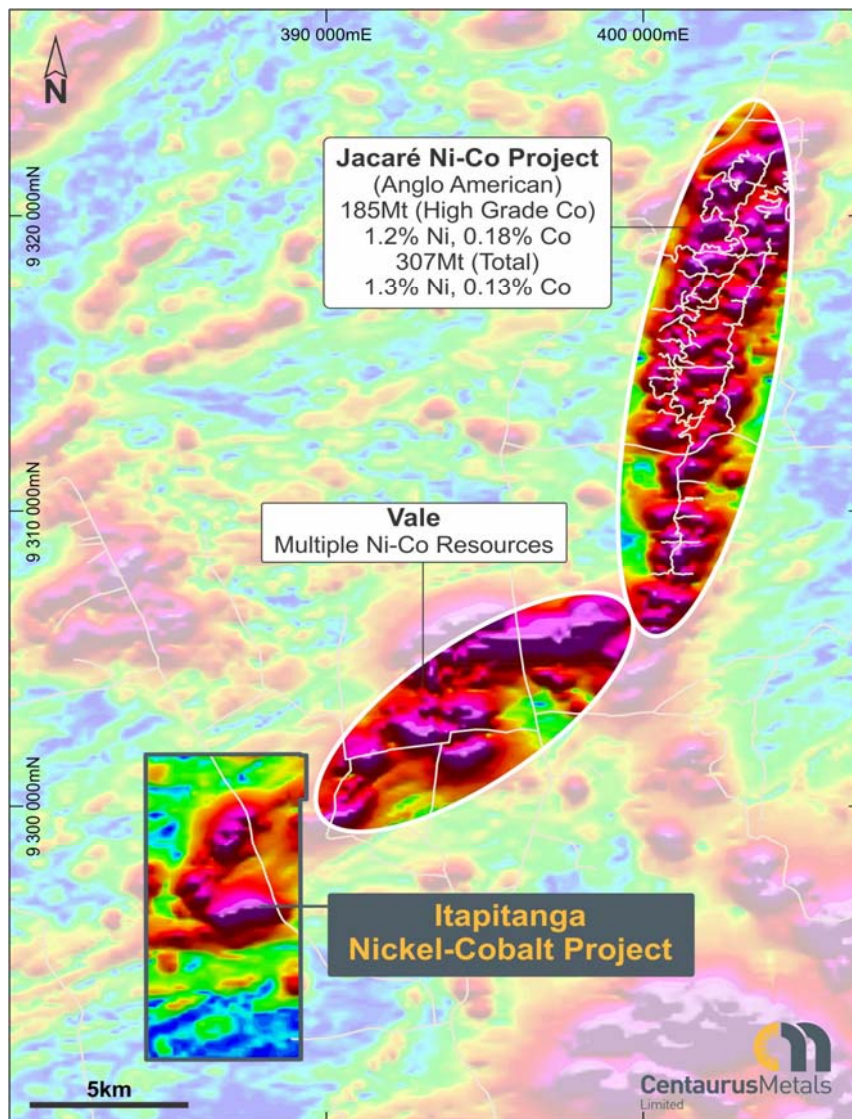 390 000mE
400 000mE
N
Jacaré Ni-Co Project
(Anglo American)
185Mt (High Grade Co)
1.2% Ni, 0.18% Co
307Mt (Total)
1.3% Ni, 0.13% Co
9 320 000mN
9 310 000mN
Vale
Multiple Ni-Co Resources
9 300 000mN
Itapitanga
Nickel-Cobalt Project
5km
CentaurusMetals
Limited